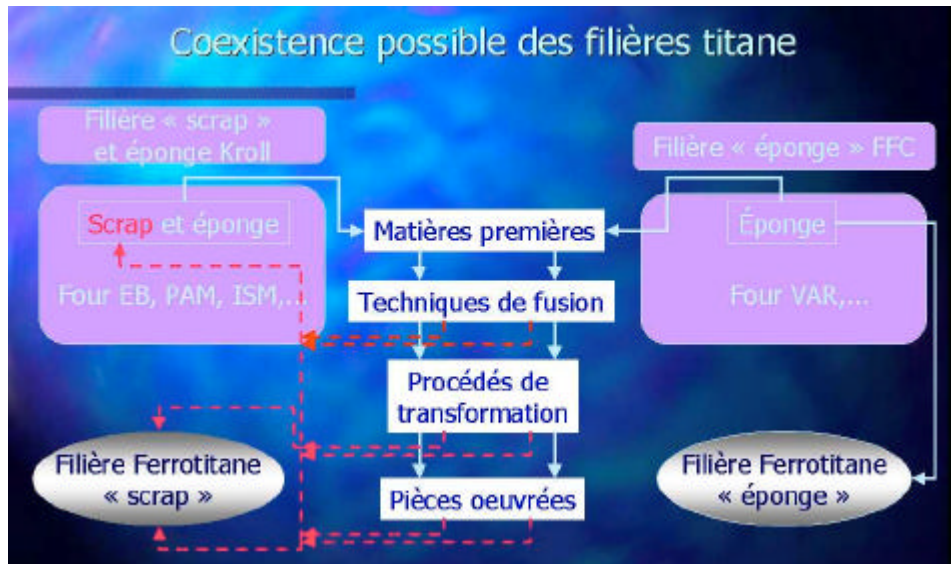 Coexistence possible des filières titane
Filière « scrap »
et éponge Kroll
Filière « éponge » FFC
Scrap et éponge
Matières premières
Éponge
Four EB, PAM, ISM,...
Techniques de fusion
Four VAR,...
Procédés de
transformation
Filière Ferrotitane
« scrap »
Pièces oeuvrées
Filière Ferrotitane
« éponge »